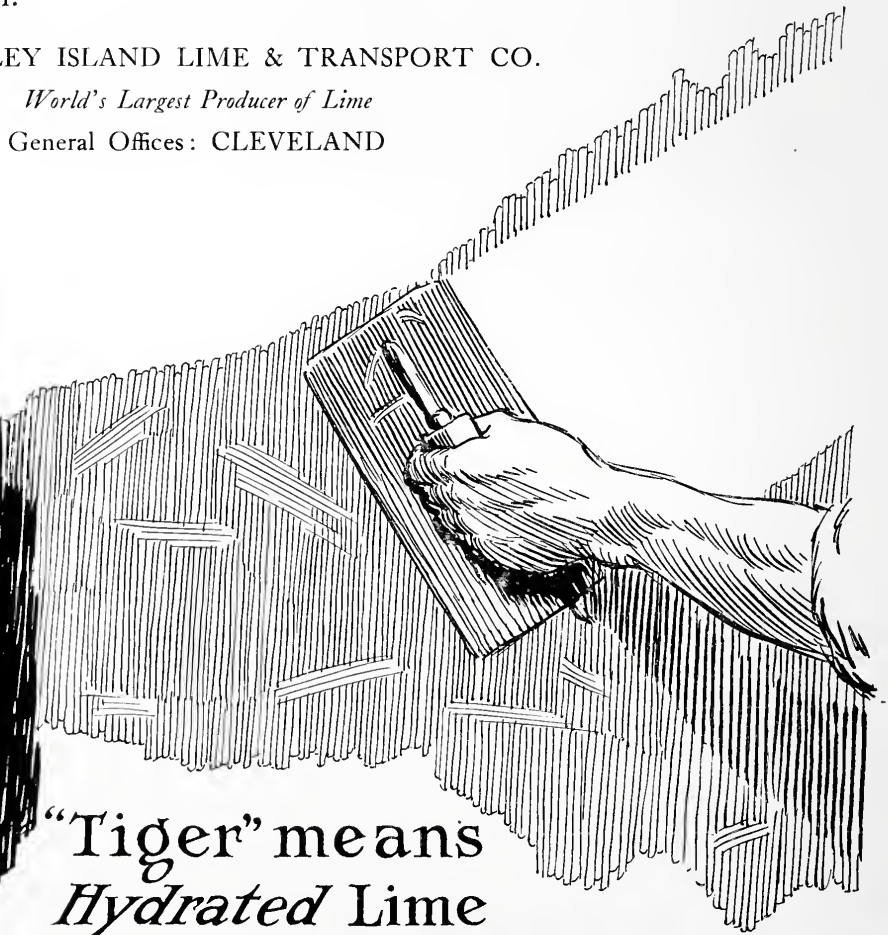 LEY ISLAND LIME & TRANSPORT CO.
World's Largest Producer of Lime
General Offices: CLEVELAND
"Tiger" means
Hydrated Lime